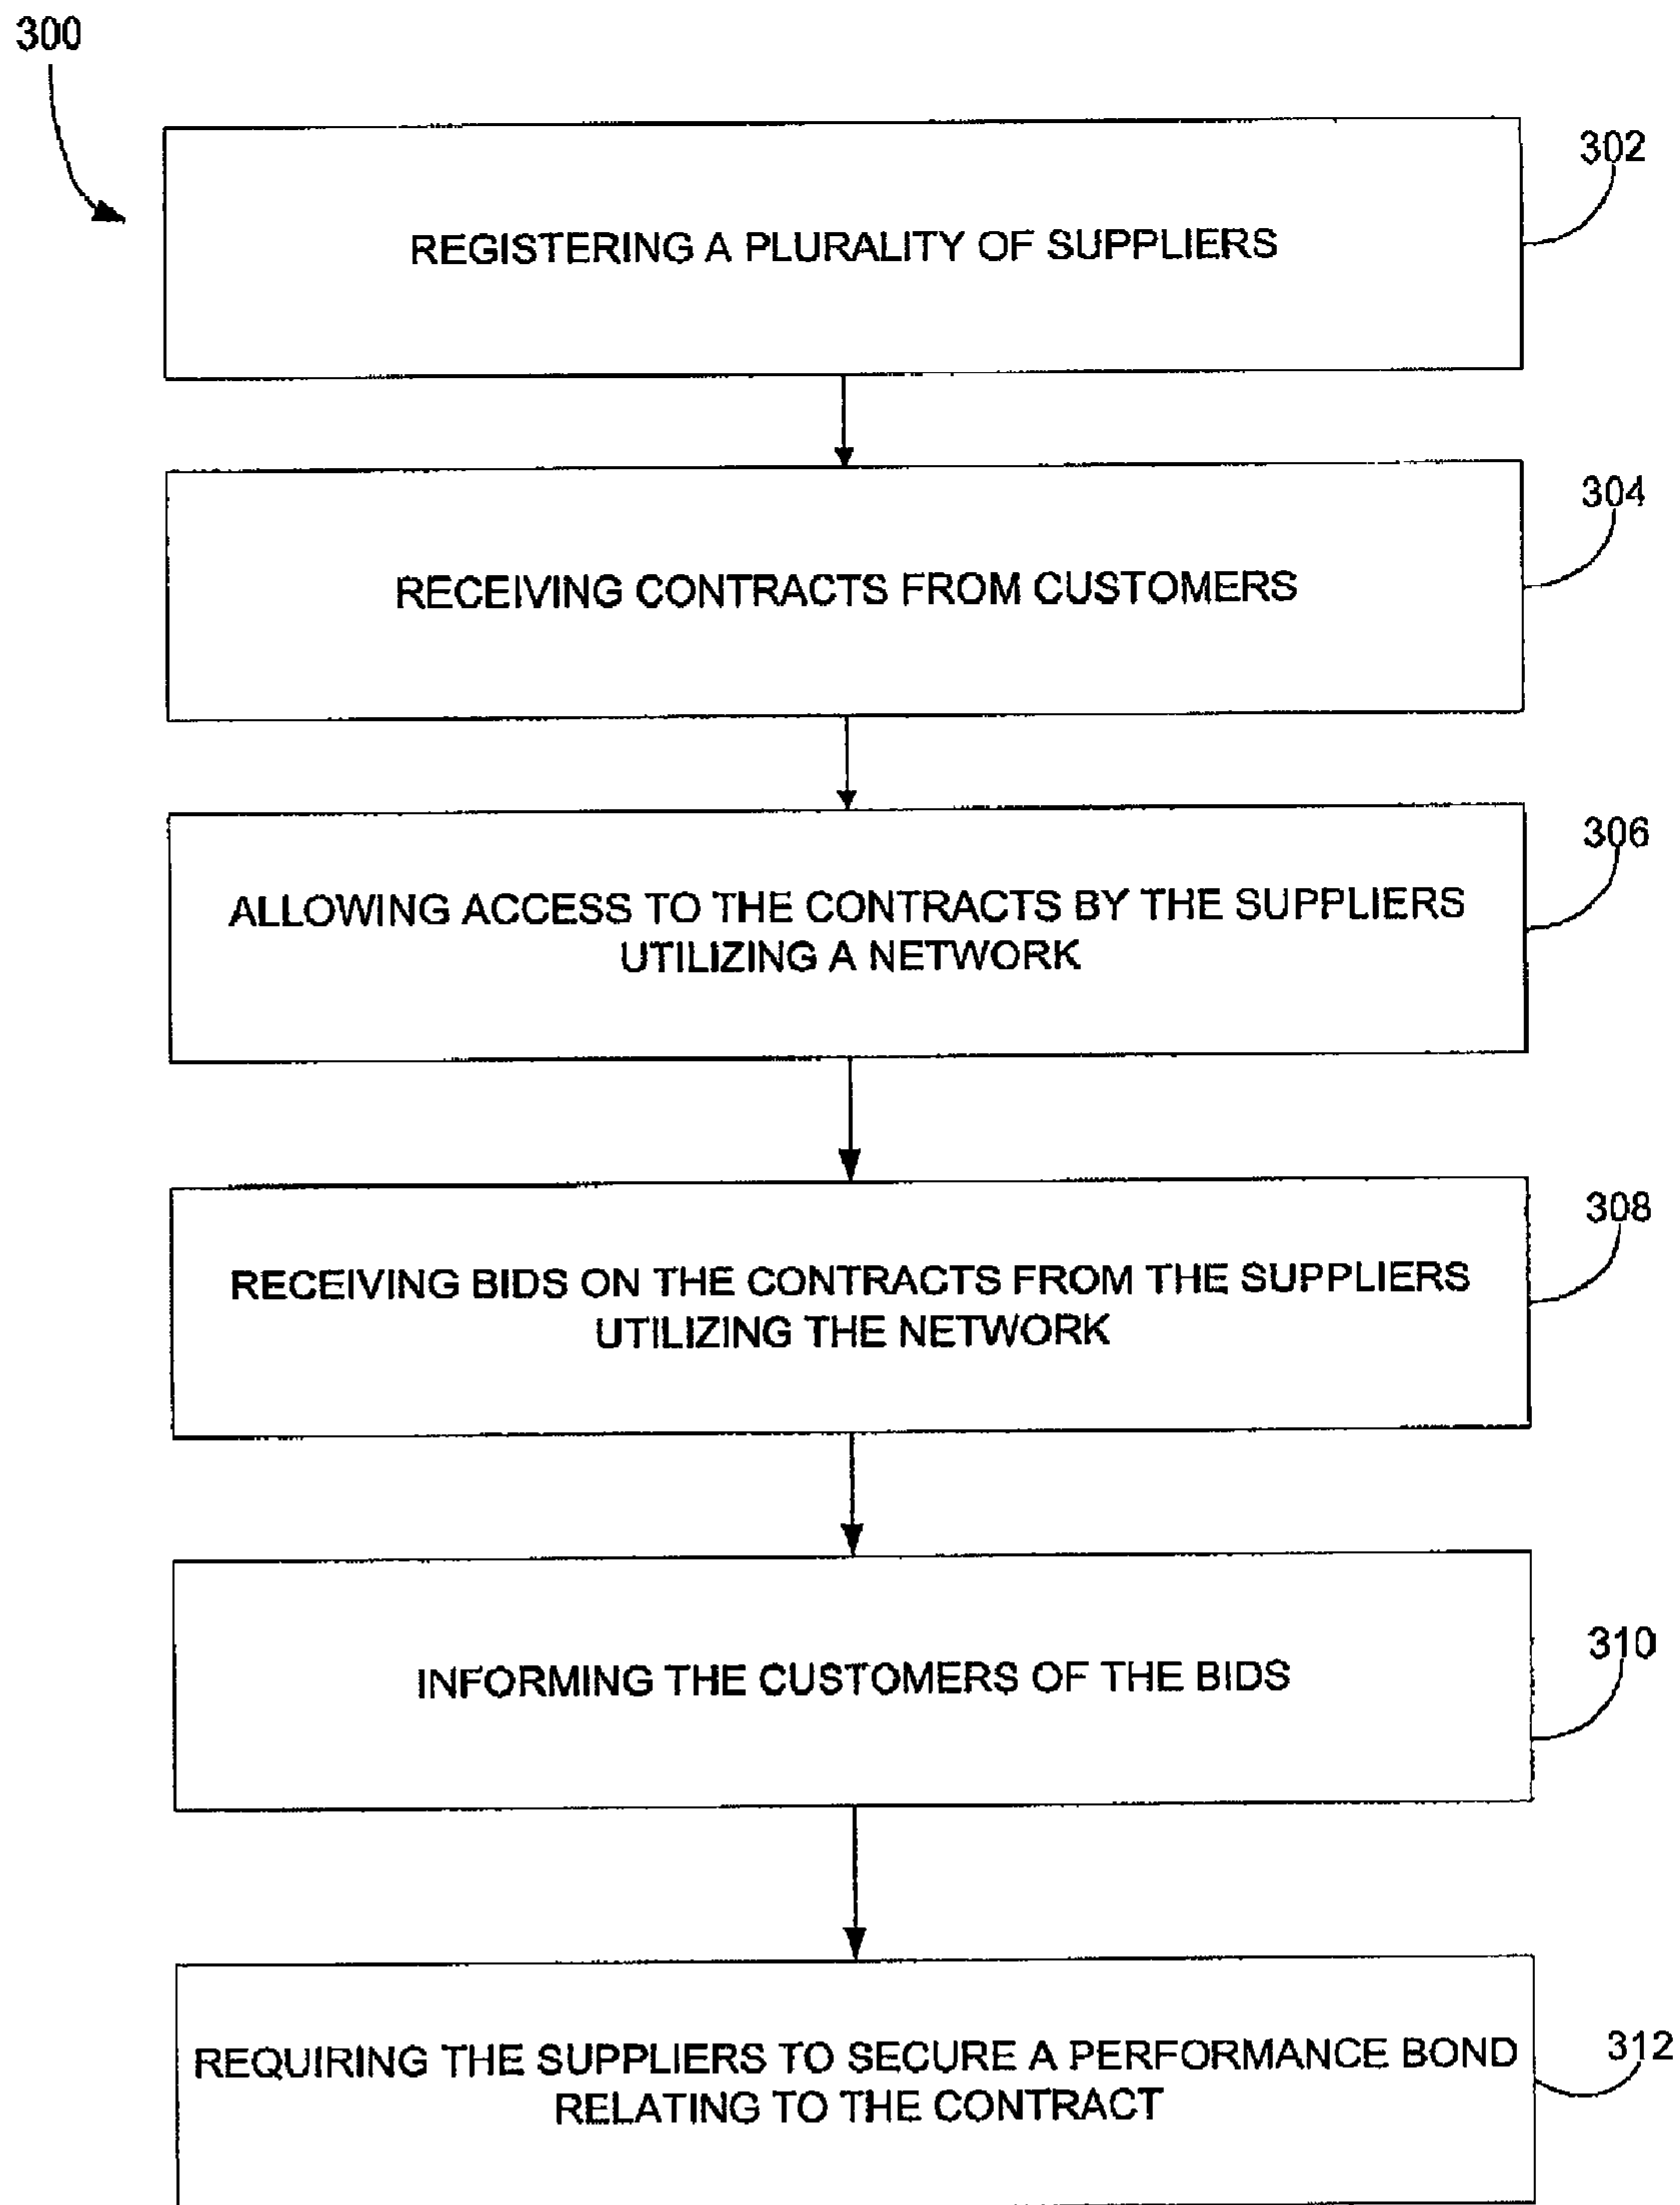 300
302
REGISTERING A PLURALITY OF SUPPLIERS
304
RECEIVING CONTRACTS FROM CUSTOMERS
306
ALLOWING ACCESS TO THE CONTRACTS BY THE SUPPLIERS
UTILIZING A NETWORK
308
RECEIVING BIDS ON THE CONTRACTS FROM THE SUPPLIERS
UTILIZING THE NETWORK
310
INFORMING THE CUSTOMERS OF THE BIDS
312
REQUIRING THE SUPPLIERS TO SECURE A PERFORMANCE BOND
RELATING TO THE CONTRACT